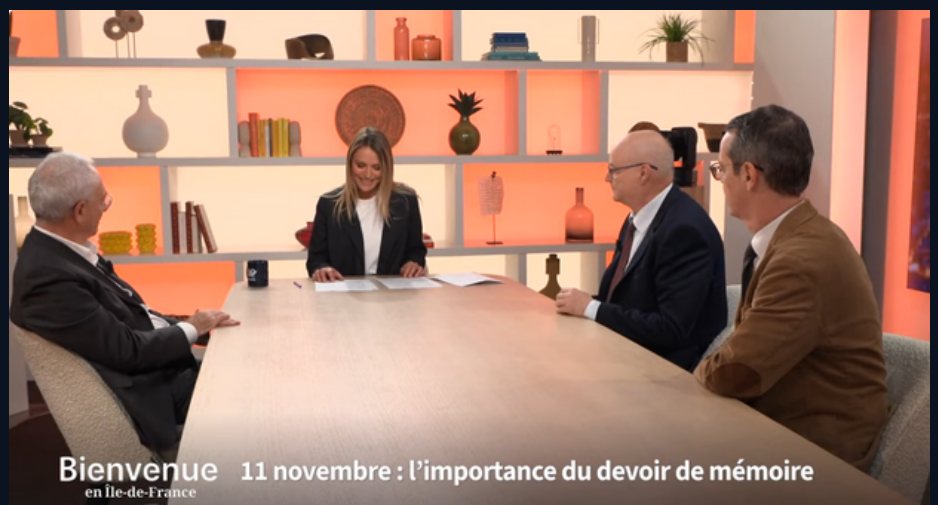 Bienvenue
en Île-de-France
11 novembre : l'importance du devoir de mémoire